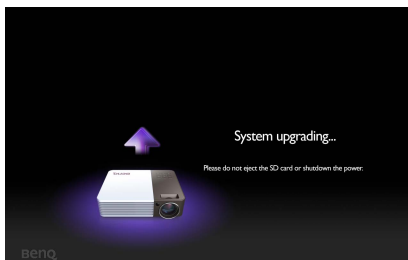 System upgrading...
Please do not eject the SD card or shutdown the power.
BenQ